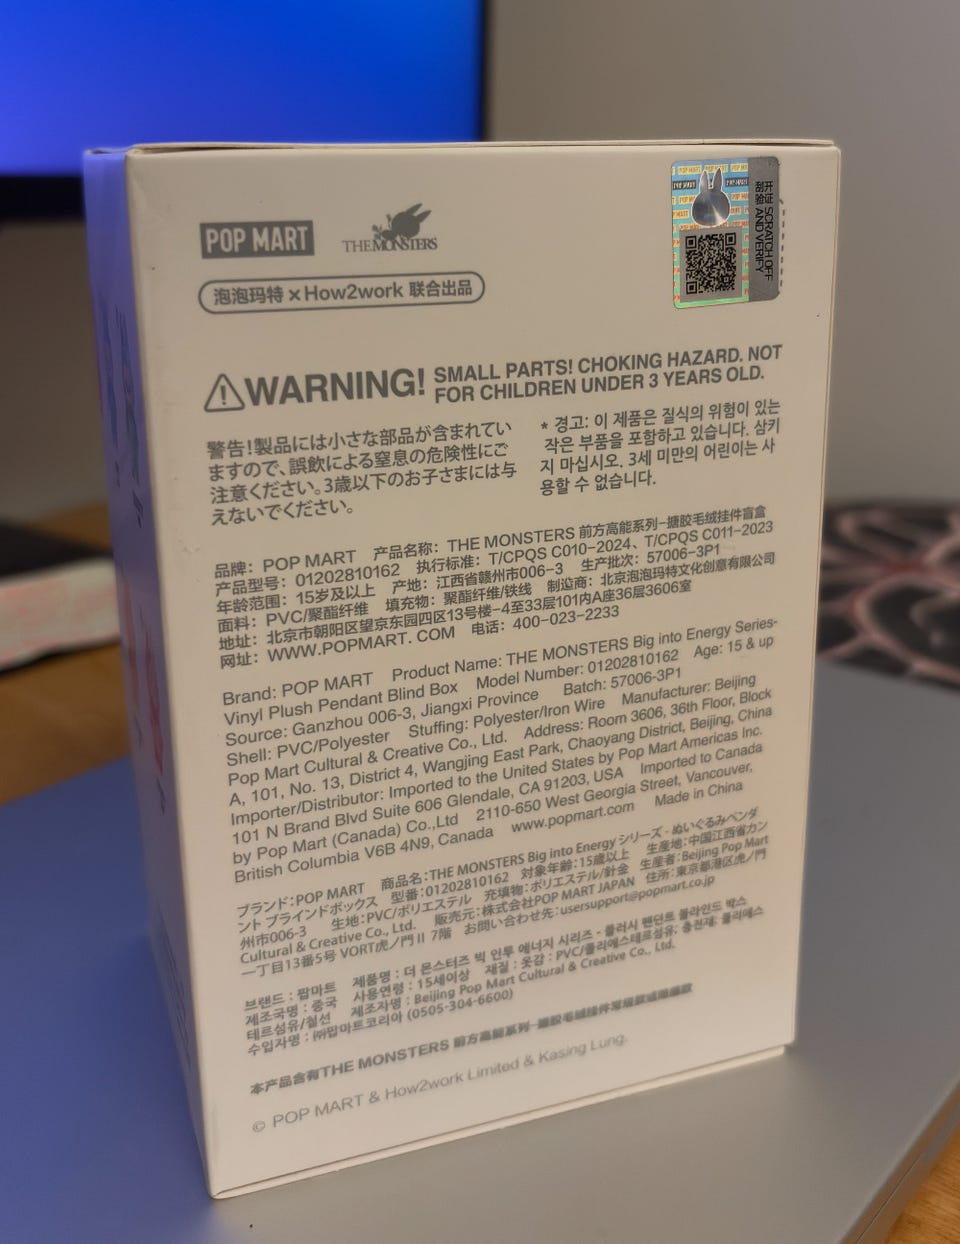 POP MART
THE MONSTERS
泡泡玛特 × How2work 联合出品
POP MART
刮开 SCRATCH OFF
验证 AND VERIFY
WARNING! SMALL PARTS! CHOKING HAZARD. NOT
FOR CHILDREN UNDER 3 YEARS OLD.
警告!製品には小さな部品が含まれてい
ますので、誤飲による窒息の危険性にご
注意ください。3歳以下のお子さまには与
えないでください。
* 경고: 이 제품은 질식의 위험이 있는
작은 부품을 포함하고 있습니다. 삼키
지 마십시오. 3세 미만의 어린이는 사
용할 수 없습니다.
品牌: POP MART 产品名称: THE MONSTERS 前方高能系列-搪胶毛绒挂件盲盒
产品型号: 01202810162 执行标准: T/CPQS C010-2024、T/CPQS C011-2023
年龄范围: 15岁及以上 产地: 江西省赣州市006-3 生产批次: 57006-3P1
面料: PVC/聚酯纤维 填充物: 聚酯纤维/铁线 制造商: 北京泡泡玛特文化创意有限公司
地址: 北京市朝阳区望京东园四区13号楼-4至33层101内A座36层3606室
网址: WWW.POPMART.COM 电话: 400-023-2233
Brand: POP MART Product Name: THE MONSTERS Big into Energy Series-
Vinyl Plush Pendant Blind Box Model Number: 01202810162 Age: 15 & up
Source: Ganzhou 006-3, Jiangxi Province Batch: 57006-3P1
Shell: PVC/Polyester Stuffing: Polyester/Iron Wire Manufacturer: Beijing
Pop Mart Cultural & Creative Co., Ltd. Address: Room 3606, 36th Floor, Block
A, 101, No. 13, District 4, Wangjing East Park, Chaoyang District, Beijing, China
Importer/Distributor: Imported to the United States by Pop Mart Americas Inc.
101 N Brand Blvd Suite 606 Glendale, CA 91203, USA Imported to Canada
by Pop Mart (Canada) Co.,Ltd 2110-650 West Georgia Street, Vancouver,
British Columbia V6B 4N9, Canada www.popmart.com Made in China
ブランド:POP MART 商品名:THE MONSTERS Big into Energy シリーズ - ぬいぐるみペンダ
ント ブラインドボックス 型番:01202810162 対象年齢:15歳以上 生産地:中国江西省カン
州市006-3 生地:PVC/ポリエステル 充填物:ポリエステル/針金 生産者:Beijing Pop Mart
Cultural & Creative Co., Ltd. 販売元:株式会社POP MART JAPAN 住所:東京都港区虎ノ門
一丁目13番5号 VORT虎ノ門Ⅱ 7階 お問い合わせ先:usersupport@popmart.co.jp
브랜드 : 팝마트 제품명 : 더 몬스터즈 빅 인투 에너지 시리즈 - 플러시 펜던트 블라인드 박스
제조국명 : 중국 사용연령 : 15세이상 재질 : 옷감 : PVC/폴리에스테르섬유; 충전재: 폴리에스
테르섬유/철선 제조자명 : Beijing Pop Mart Cultural & Creative Co., Ltd.
수입자명 : ㈜팝마트코리아 (0505-304-6600)
本产品含有THE MONSTERS 前方高能系列-搪胶毛绒挂件
© POP MART & How2work Limited & Kasing Lung.